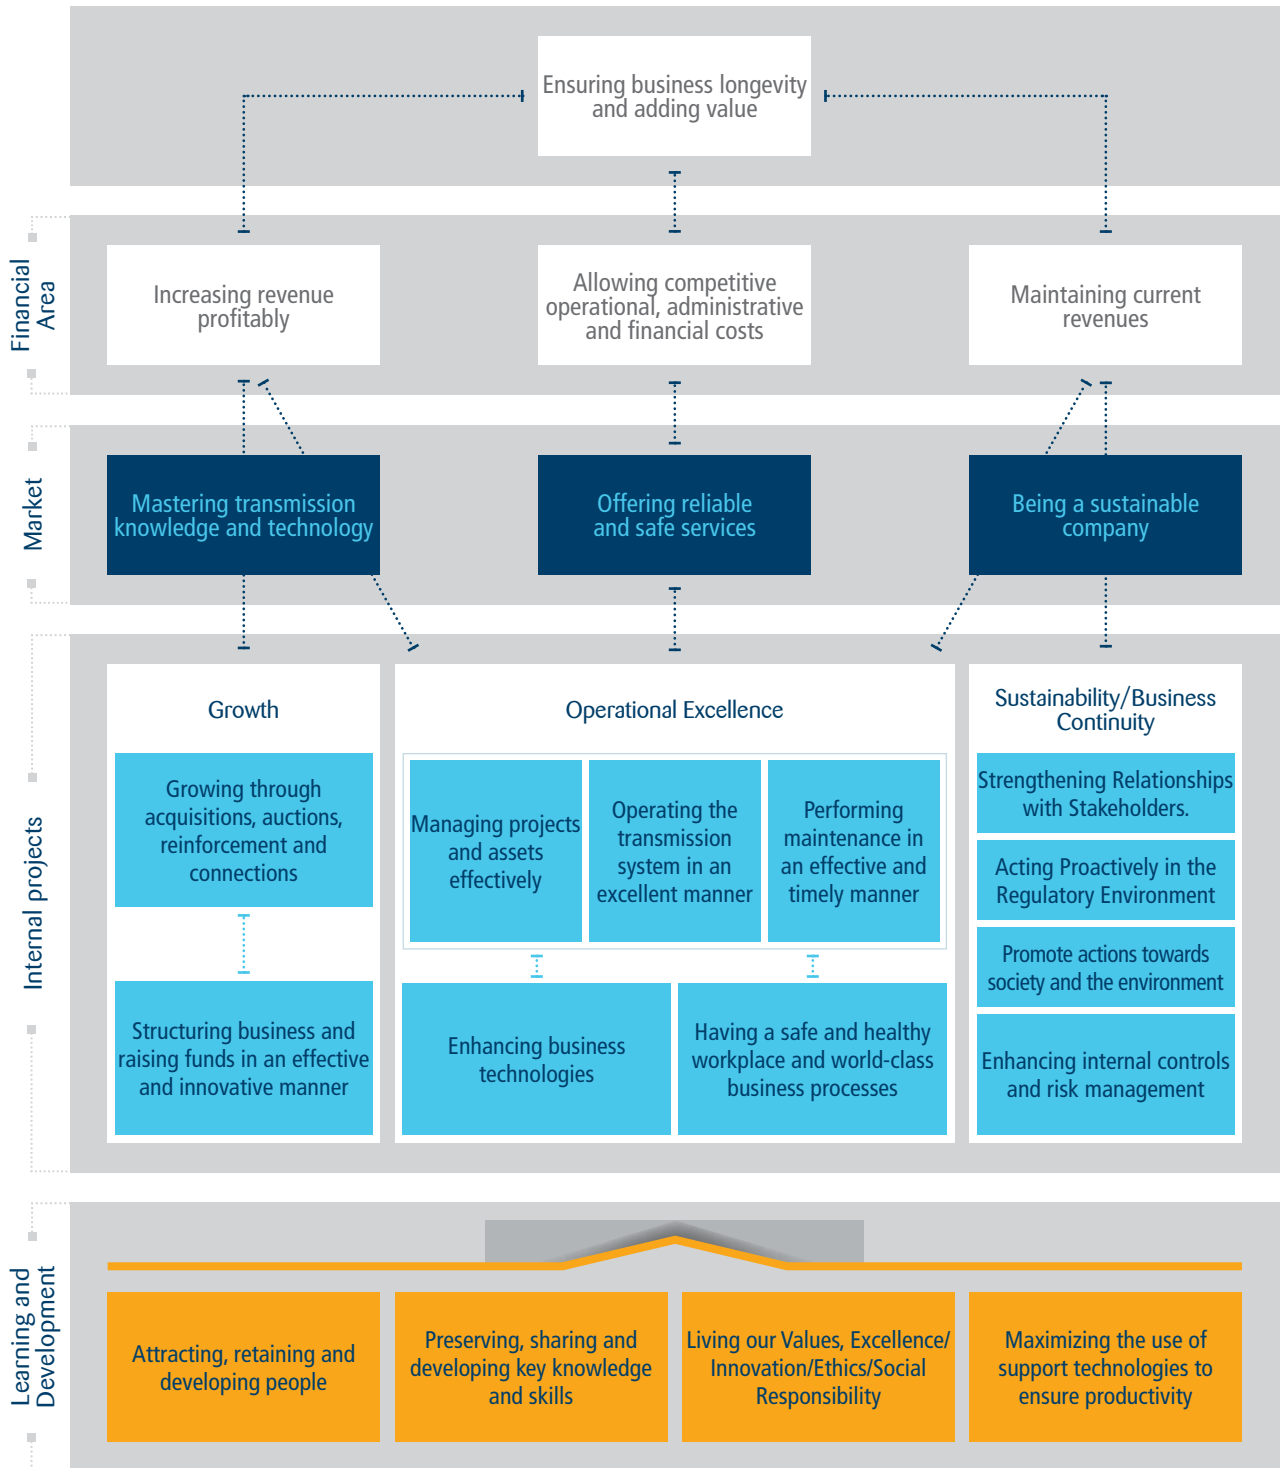 Ensuring business longevity
and adding value
Financial
Area
Increasing revenue
profitably
Allowing competitive
operational, administrative
and financial costs
Maintaining current
revenues
Market
Mastering transmission
knowledge and technology
Offering reliable
and safe services
Being a sustainable
company
Internal projects
Growth
Growing through
acquisitions, auctions,
reinforcement and
connections
Structuring business and
raising funds in an effective
and innovative manner
Operational Excellence
Managing projects
and assets
effectively
Operating the
transmission
system in an
excellent manner
Performing
maintenance in
an effective and
timely manner
Enhancing business
technologies
Having a safe and healthy
workplace and world-class
business processes
Sustainability/Business
Continuity
Strengthening Relationships
with Stakeholders.
Acting Proactively in the
Regulatory Environment
Promote actions towards
society and the environment
Enhancing internal controls
and risk management
Learning and
Development
Attracting, retaining and
developing people
Preserving, sharing and
developing key knowledge
and skills
Living our Values, Excellence/
Innovation/Ethics/Social
Responsibility
Maximizing the use of
support technologies to
ensure productivity